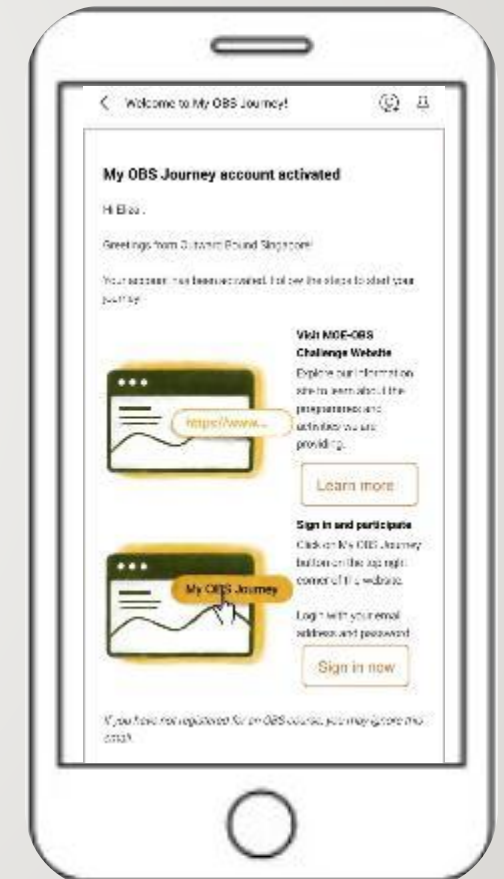 Welcome to My OBS Journey!
My OBS Journey account activated
Hi Eliza,
Greetings from Outward Bound Singapore!
Your account has been activated. Follow the steps to start your
journey
Visit MOE-OBS
Challenge Website
Explore our information
site to learn about the
programmes and
activities we are
providing.
https://www...
Learn more
Sign in and participate
Click on My OBS Journey
button on the top right
corner of the website.
My OBS Journey
Login with your email
address and password
Sign in now
If you have not registered for an OBS course, you may ignore this
email.